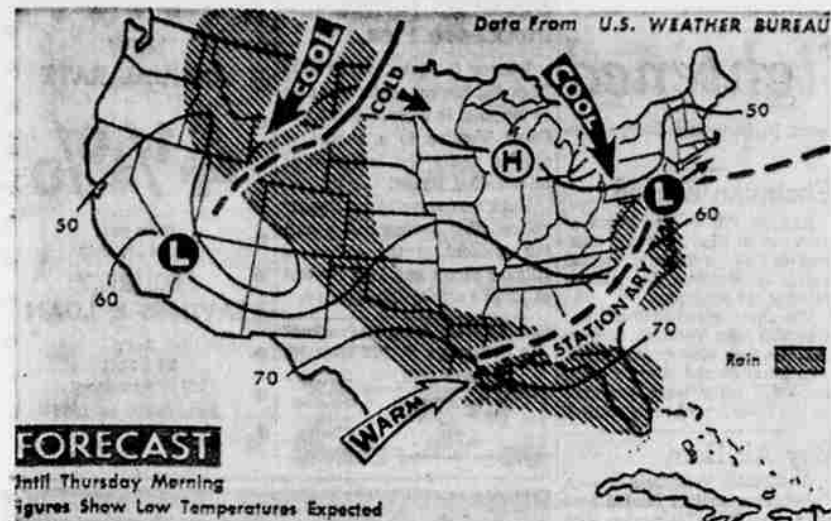 Data From U.S. WEATHER BUREAU
COOL
COLD
COOL
50
H
L
50
60
L
60
STATIONARY
70
Rain
70
WARM
FORECAST
Until Thursday Morning
igures Show Low Temperatures Expected